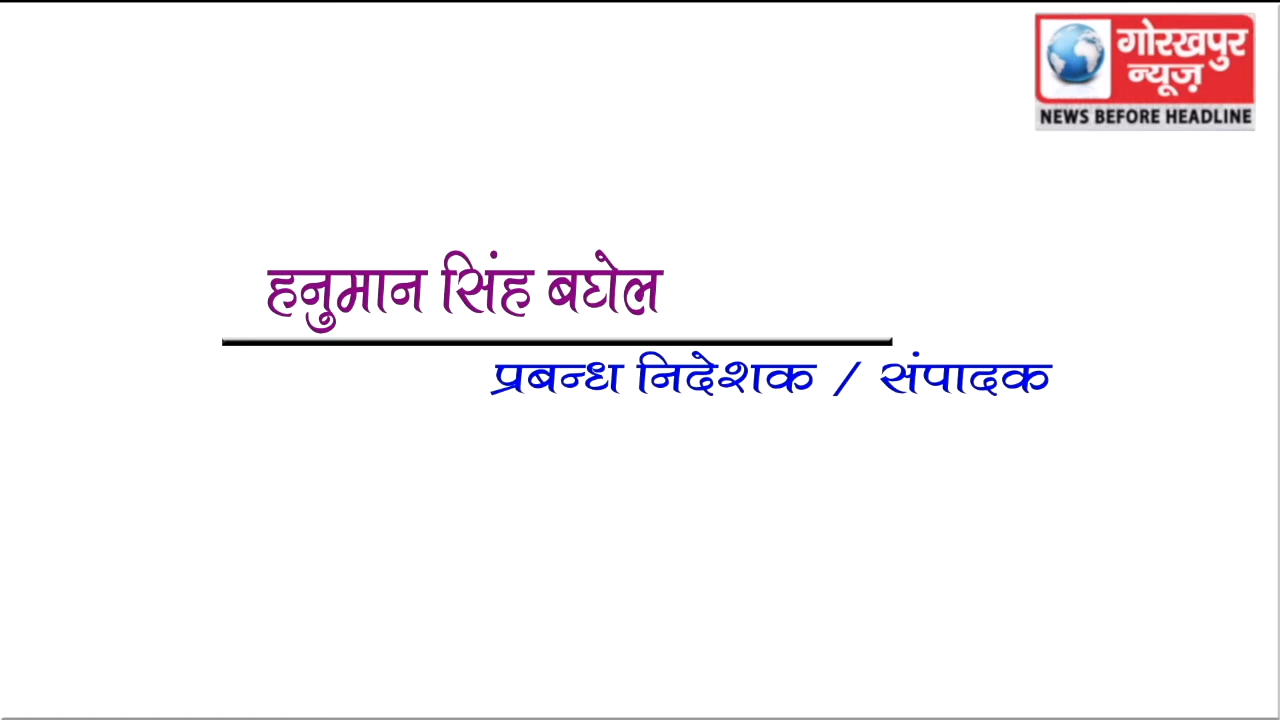 गोरखपुर
न्यूज़
NEWS BEFORE HEADLINE
हनुमान सिंह बघेल
प्रबन्ध निदेशक / संपादक